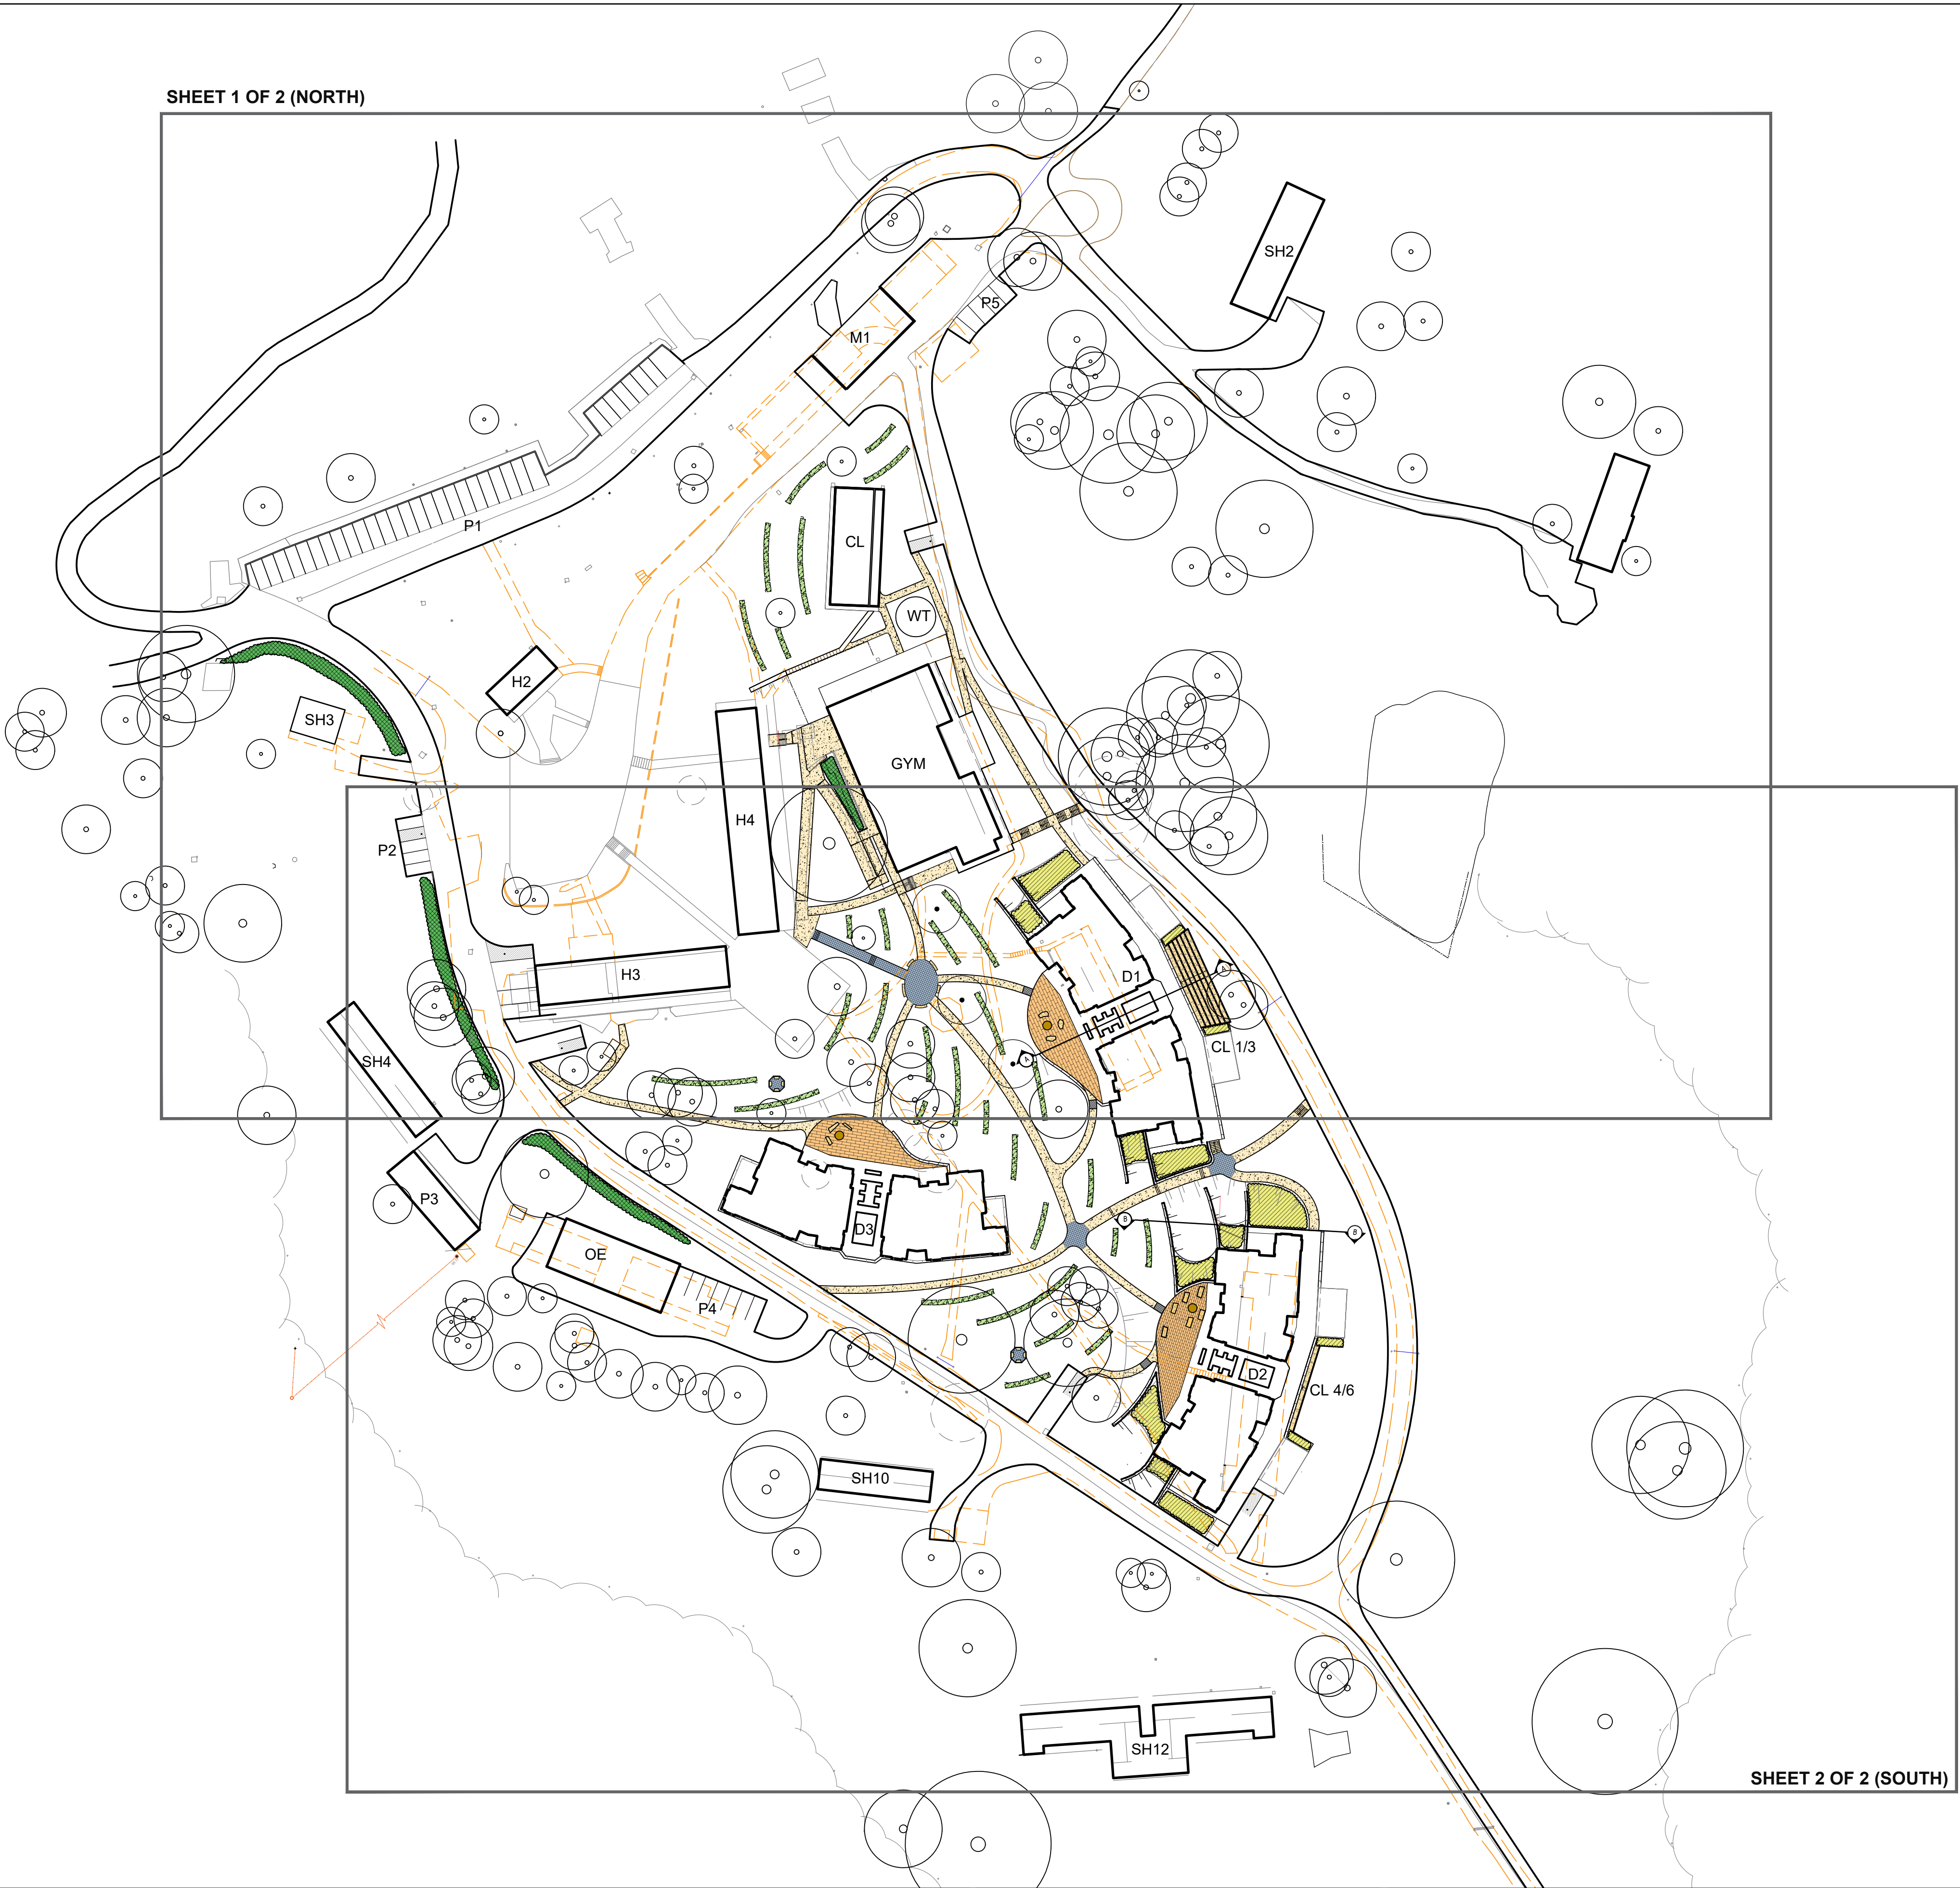 SHEET 1 OF 2 (NORTH)
SH2
P5
M1
P1
CL
WT
H2
SH3
GYM
H4
P2
H3
D1
A
CL 1/3
SH4
A
P3
D3
B
B
OE
P4
D2
CL 4/6
SH10
SH12
SHEET 2 OF 2 (SOUTH)